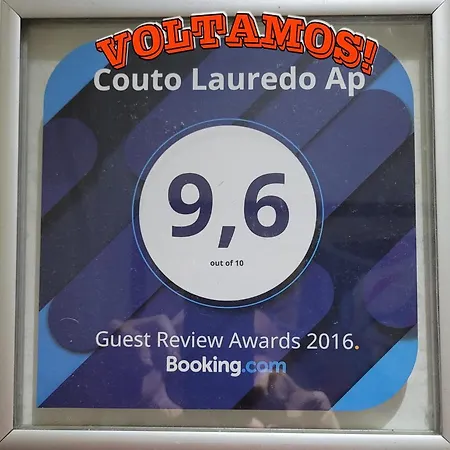 VOLTAMOS!
Couto Lauredo Ap
9,6
out of 10
Guest Review Awards 2016.
Booking.com